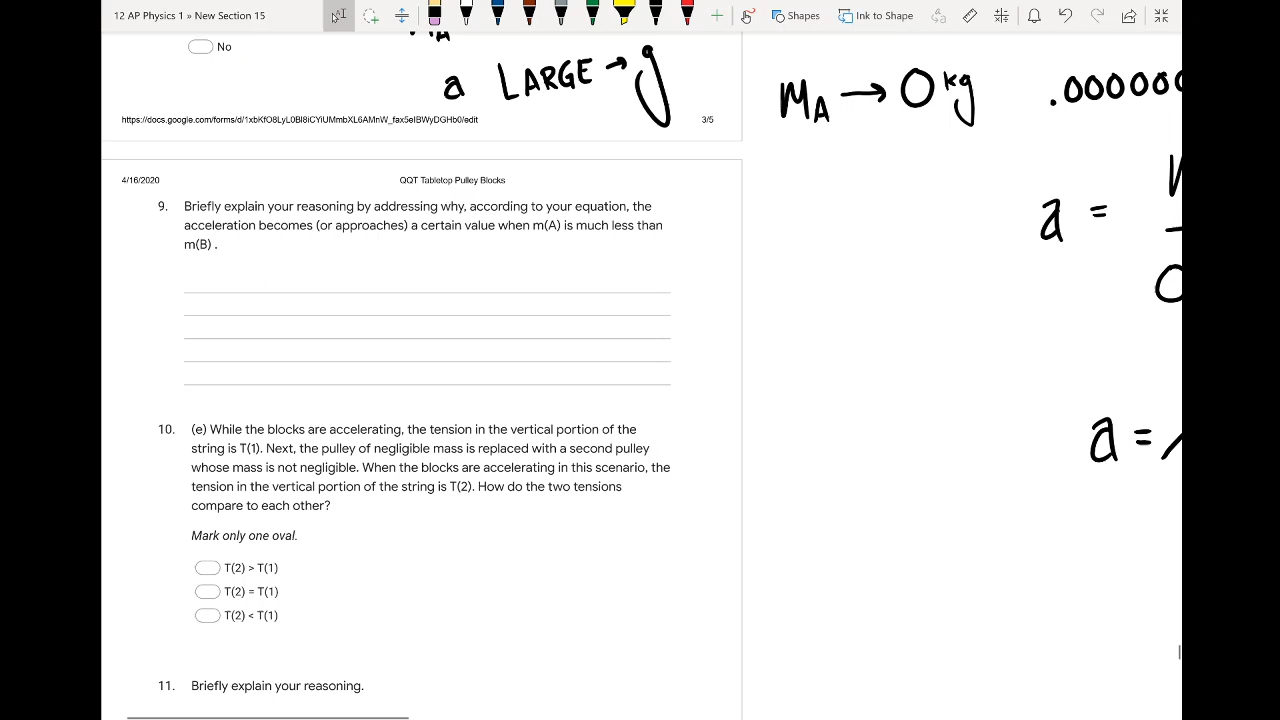 12 AP Physics 1 » New Section 15
Shapes
Ink to Shape
No
a LARGE → g
https://docs.google.com/forms/d/1xbKfO8LyL0BI8iCYiUMmbXL6AMnW_fax5eIBWyDGHb0/edit
3/5
M_A → 0 kg .000000
a =
0
a =
4/16/2020
QQT Tabletop Pulley Blocks
9. Briefly explain your reasoning by addressing why, according to your equation, the
acceleration becomes (or approaches) a certain value when m(A) is much less than
m(B) .
10. (e) While the blocks are accelerating, the tension in the vertical portion of the
string is T(1). Next, the pulley of negligible mass is replaced with a second pulley
whose mass is not negligible. When the blocks are accelerating in this scenario, the
tension in the vertical portion of the string is T(2). How do the two tensions
compare to each other?
Mark only one oval.
T(2) > T(1)
T(2) = T(1)
T(2) < T(1)
11. Briefly explain your reasoning.